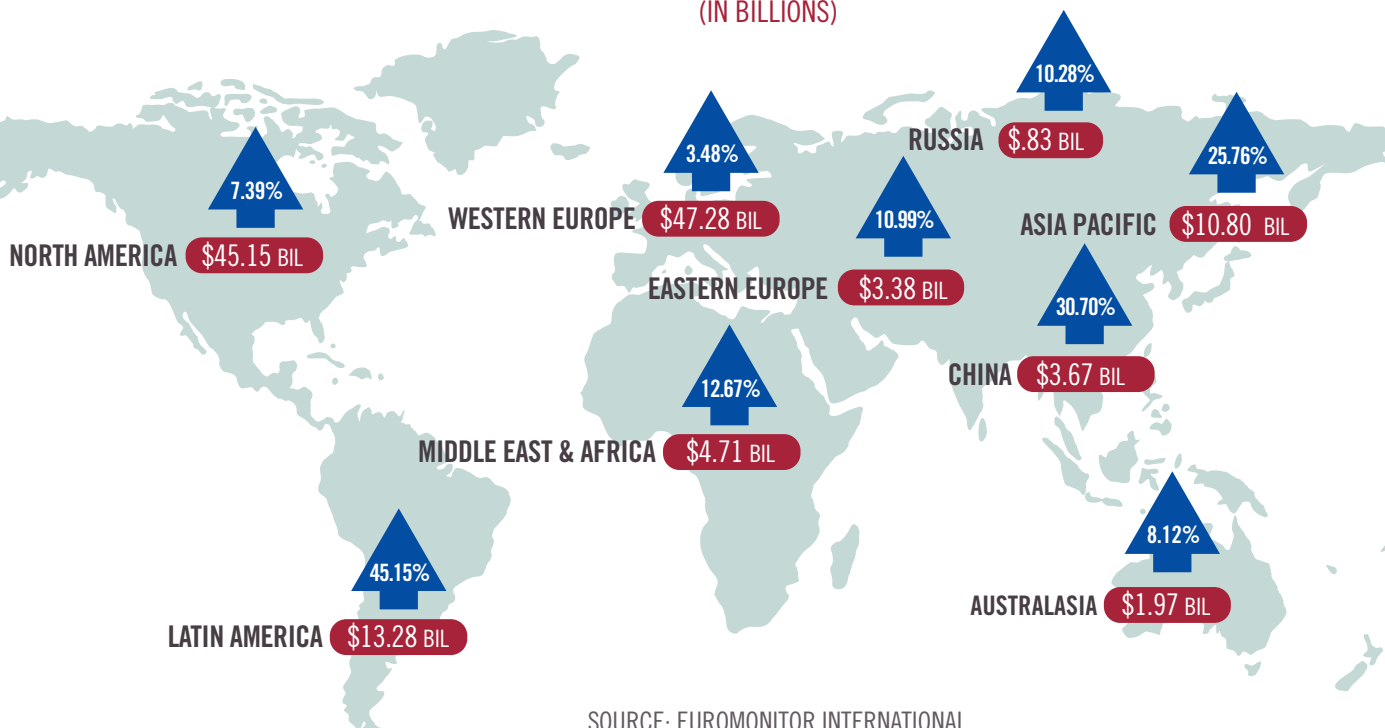 (IN BILLIONS)
10.28%
RUSSIA $.83 BIL
3.48%
WESTERN EUROPE $47.28 BIL
25.76%
ASIA PACIFIC $10.80 BIL
7.39%
NORTH AMERICA $45.15 BIL
10.99%
EASTERN EUROPE $3.38 BIL
30.70%
CHINA $3.67 BIL
12.67%
MIDDLE EAST & AFRICA $4.71 BIL
8.12%
AUSTRALASIA $1.97 BIL
45.15%
LATIN AMERICA $13.28 BIL
SOURCE: EUROMONITOR INTERNATIONAL